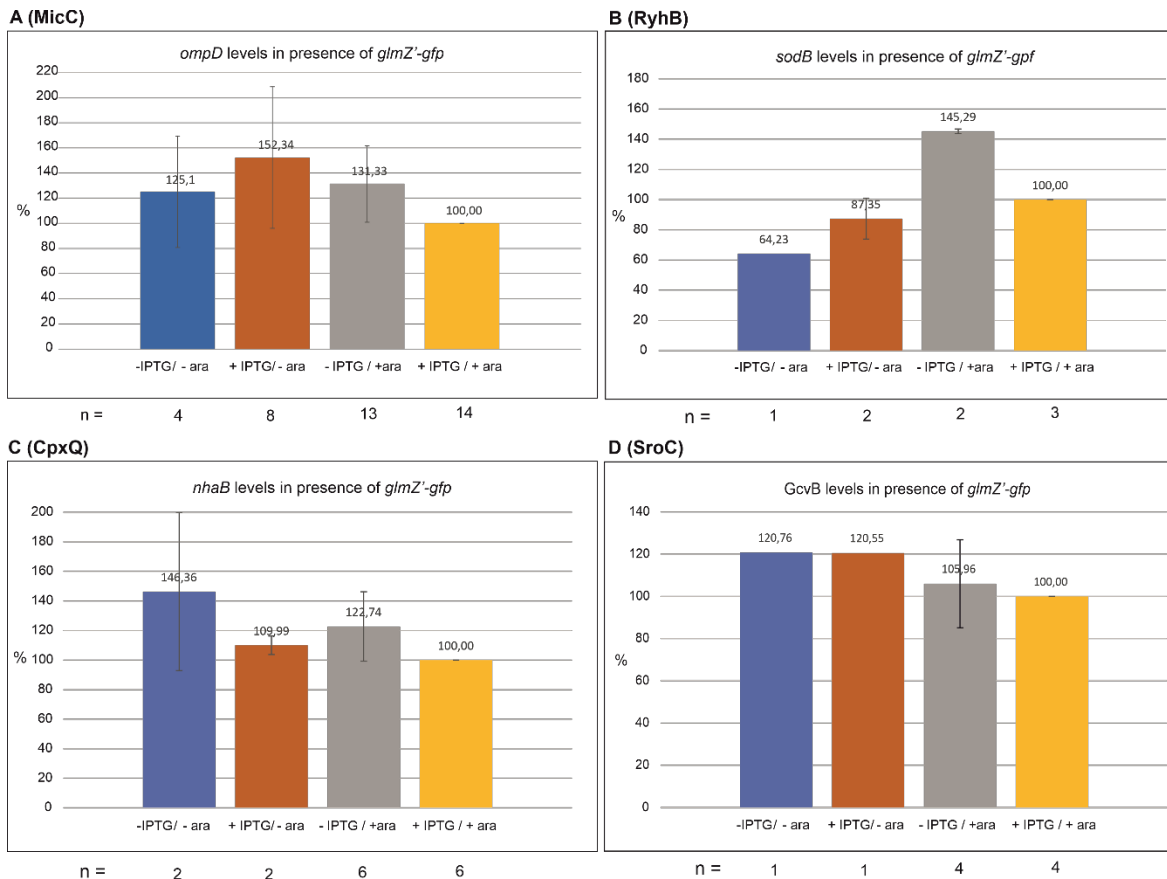 A (MicC)
ompD levels in presence of glmZ'-gfp
220
200
180
160
140
120
100
80
60
40
20
0
%
125,1
152,34
131,33
100,00
-IPTG/ - ara
+ IPTG/ - ara
- IPTG / +ara
+ IPTG / + ara
n = 4 8 13 14
B (RyhB)
sodB levels in presence of glmZ'-gpf
180
160
140
120
100
80
60
40
20
0
%
64,23
87,35
145,29
100,00
-IPTG/ - ara
+ IPTG/ - ara
- IPTG / +ara
+ IPTG / + ara
n = 1 2 2 3
C (CpxQ)
nhaB levels in presence of glmZ'-gfp
200
180
160
140
120
100
80
60
40
20
0
%
146,36
109,99
122,74
100,00
-IPTG/ - ara
+ IPTG/ - ara
- IPTG / +ara
+ IPTG / + ara
n = 2 2 6 6
D (SroC)
GcvB levels in presence of glmZ'-gfp
140
120
100
80
60
40
20
0
%
120,76
120,55
105,96
100,00
-IPTG/ - ara
+ IPTG/ - ara
- IPTG / +ara
+ IPTG / + ara
n = 1 1 4 4